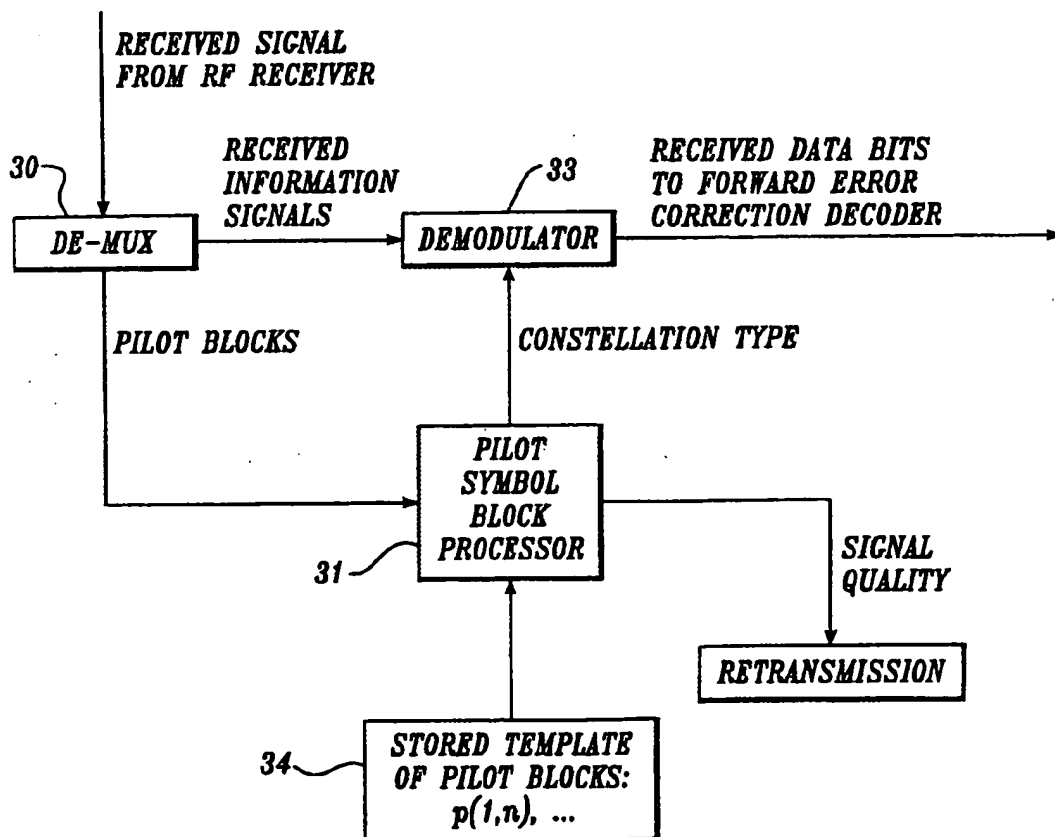 RECEIVED SIGNAL
FROM RF RECEIVER
30
RECEIVED
INFORMATION
SIGNALS
33
RECEIVED DATA BITS
TO FORWARD ERROR
CORRECTION DECODER
DE-MUX
DEMODULATOR
PILOT BLOCKS
CONSTELLATION TYPE
PILOT
SYMBOL
BLOCK
PROCESSOR
31
SIGNAL
QUALITY
RETRANSMISSION
34
STORED TEMPLATE
OF PILOT BLOCKS:
p(1,n), ...